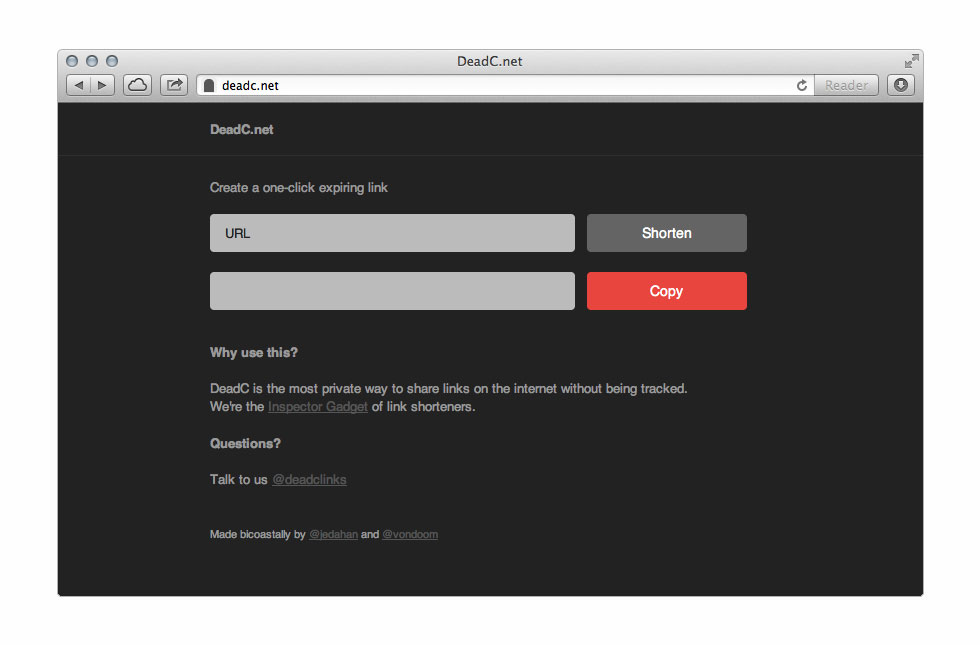 DeadC.net
deadc.net
Reader
DeadC.net
Create a one-click expiring link
URL
Shorten
Copy
Why use this?
DeadC is the most private way to share links on the internet without being tracked.
We're the Inspector Gadget of link shorteners.
Questions?
Talk to us @deadclinks
Made bicoastally by @jedahan and @vondoom